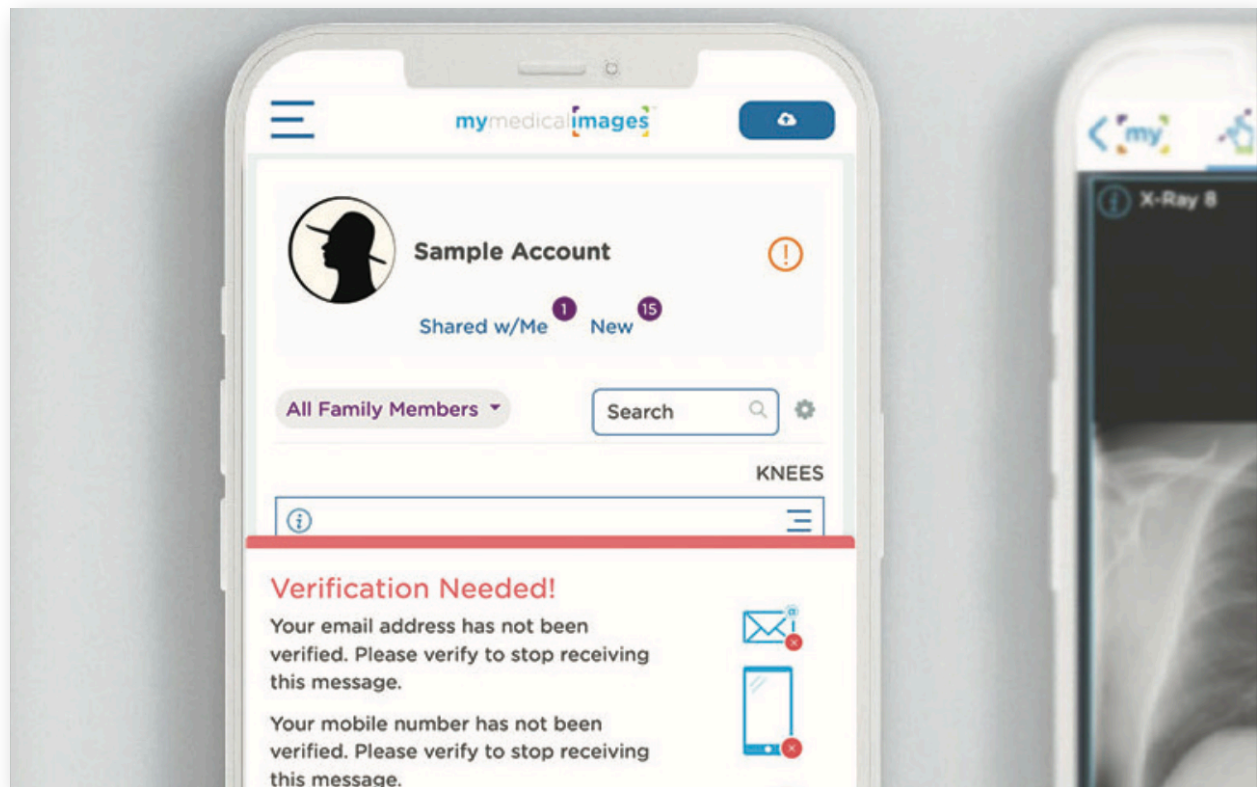 mymedicalimages
Sample Account
Shared w/Me 1 New 15
All Family Members
Search
KNEES
Verification Needed!
Your email address has not been
verified. Please verify to stop receiving
this message.
Your mobile number has not been
verified. Please verify to stop receiving
this message.
my
X-Ray 8